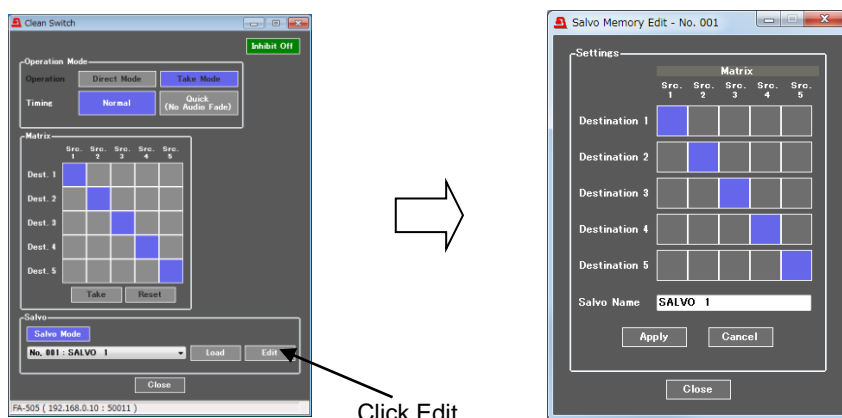 Clean Switch
Inhibit Off
Operation Mode
Operation Direct Mode Take Mode
Timing Normal Quick
(No Audio Fade)
Matrix
Src. Src. Src. Src. Src.
1 2 3 4 5
Dest. 1
Dest. 2
Dest. 3
Dest. 4
Dest. 5
Take Reset
Salvo
Salvo Mode
No. 001 : SALVO 1 Load Edit
Close
FA-505 ( 192.168.0.10 : 50011 )
Click Edit
Salvo Memory Edit - No. 001
Settings
Matrix
Src. Src. Src. Src. Src.
1 2 3 4 5
Destination 1
Destination 2
Destination 3
Destination 4
Destination 5
Salvo Name SALVO 1
Apply Cancel
Close